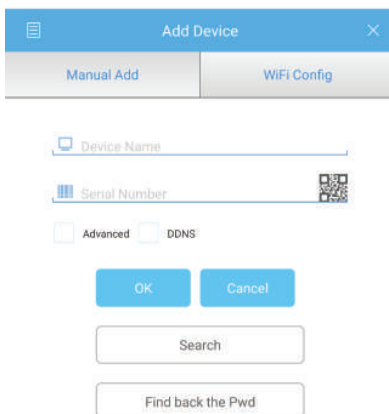 Add Device
Manual Add WiFi Config
Device Name
Serial Number
Advanced DDNS
OK Cancel
Search
Find back the Pwd